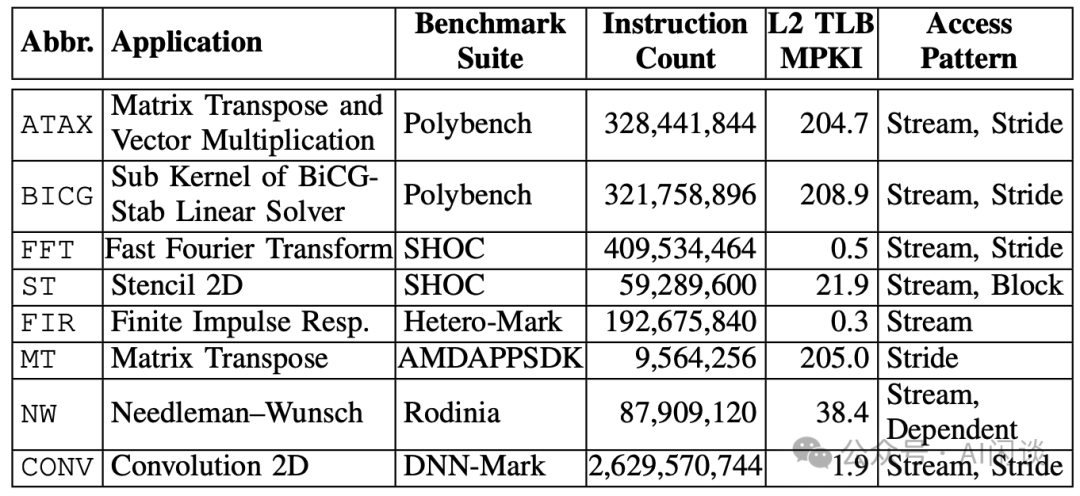 Abbr. Application Benchmark Suite Instruction Count L2 TLB MPKI Access Pattern
ATAX Matrix Transpose and Vector Multiplication Polybench 328,441,844 204.7 Stream, Stride
BICG Sub Kernel of BiCG-Stab Linear Solver Polybench 321,758,896 208.9 Stream, Stride
FFT Fast Fourier Transform SHOC 409,534,464 0.5 Stream, Stride
ST Stencil 2D SHOC 59,289,600 21.9 Stream, Block
FIR Finite Impulse Resp. Hetero-Mark 192,675,840 0.3 Stream
MT Matrix Transpose AMDAPPSDK 9,564,256 205.0 Stride
NW Needleman–Wunsch Rodinia 87,909,120 38.4 Stream, Dependent
CONV Convolution 2D DNN-Mark 2,629,570,744 1.9 Stream, Stride
公众号 · AI闲谈